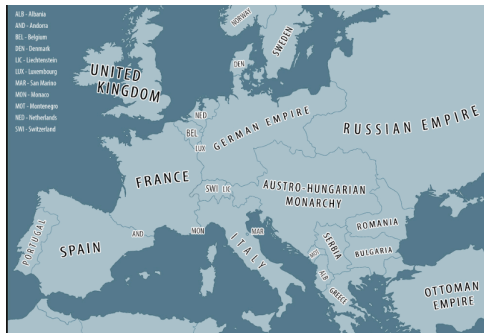 ALB - Albania
AND - Andorra
BEL - Belgium
DEN - Denmark
LIC - Liechtenstein
LUX - Luxembourg
MAR - San Marino
MON - Monaco
MOT - Montenegro
NED - Netherlands
SWI - Switzerland
NORWAY
SWEDEN
DEN
UNITED
KINGDOM
NED
BEL
LUX
GERMAN EMPIRE
RUSSIAN EMPIRE
FRANCE
SWI
LIC
AUSTRO-HUNGARIAN
MONARCHY
PORTUGAL
SPAIN
AND
MON
MAR
ITALY
ROMANIA
SERBIA
BULGARIA
MOT
ALB
GREECE
OTTOMAN
EMPIRE